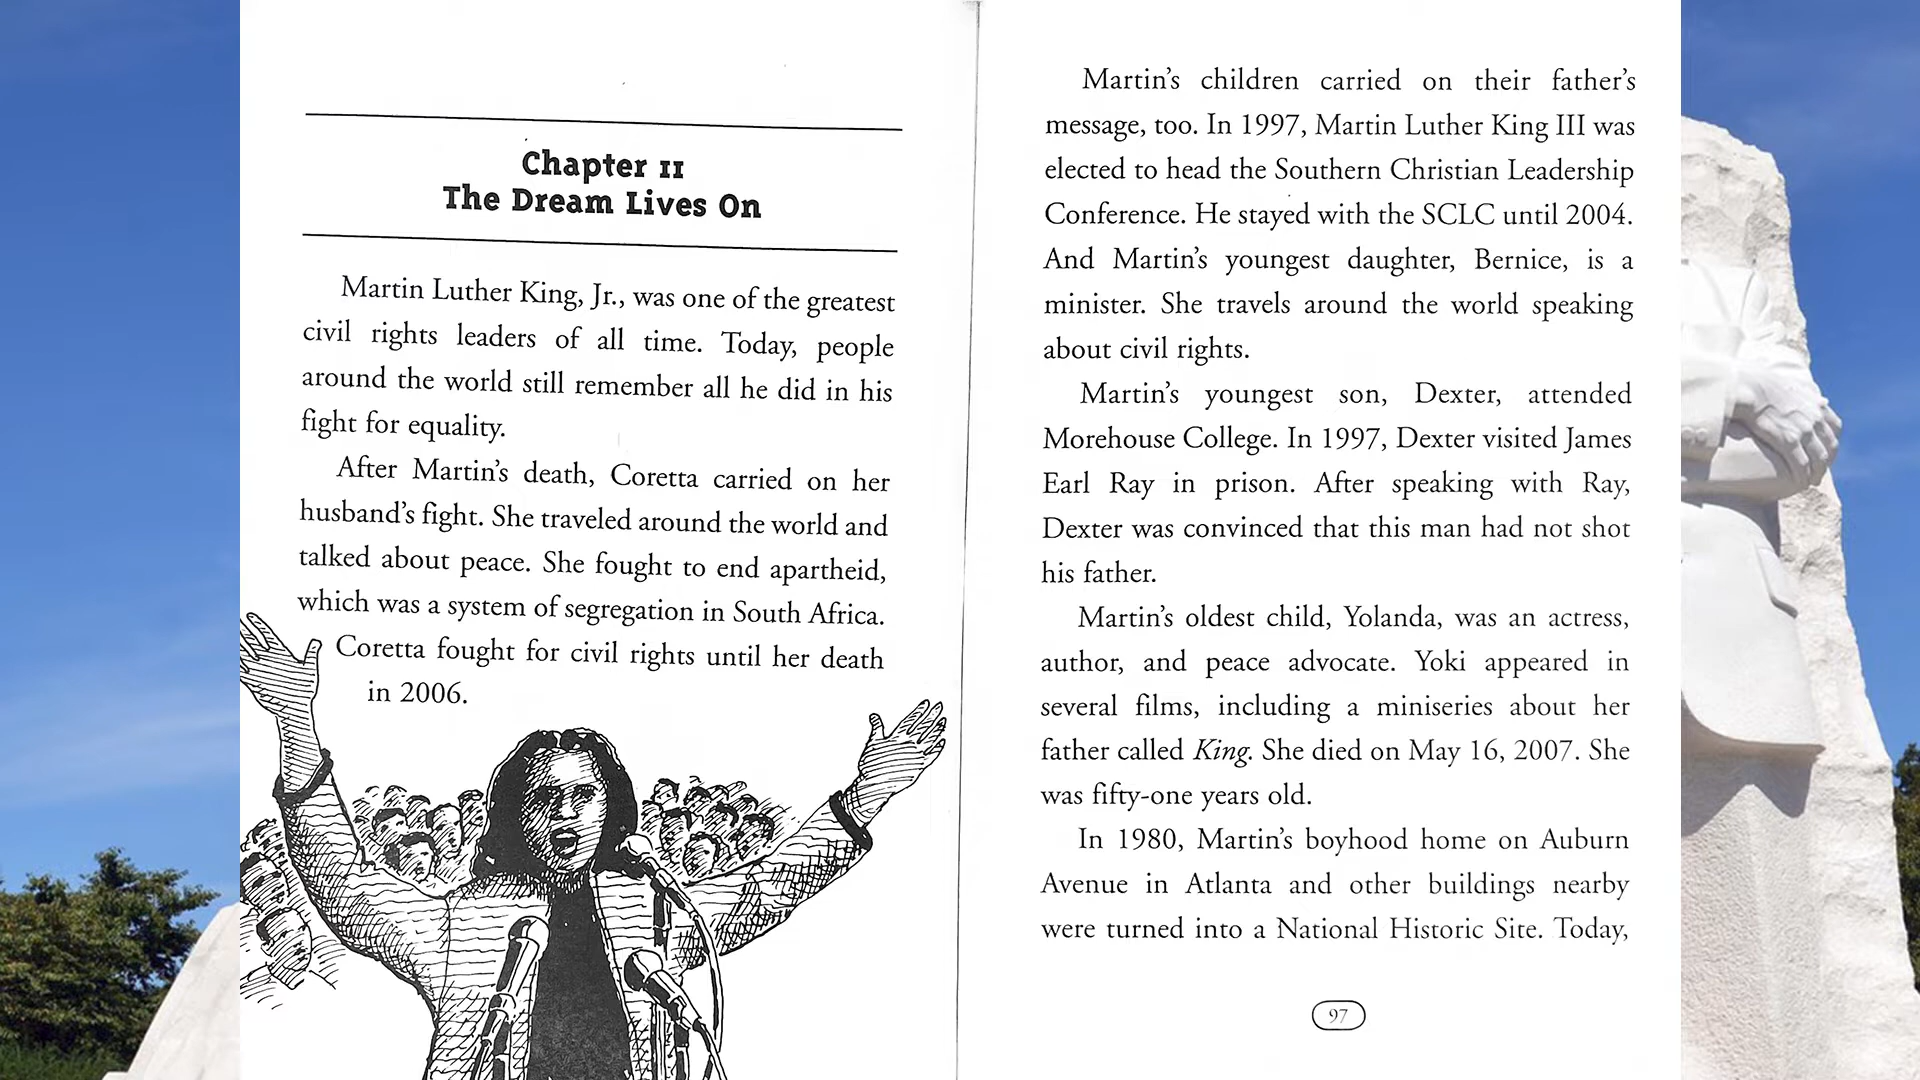 Chapter 11
The Dream Lives On
Martin Luther King, Jr., was one of the greatest
civil rights leaders of all time. Today, people
around the world still remember all he did in his
fight for equality.
After Martin's death, Coretta carried on her
husband's fight. She traveled around the world and
talked about peace. She fought to end apartheid,
which was a system of segregation in South Africa.
Coretta fought for civil rights until her death
in 2006.
Martin's children carried on their father's
message, too. In 1997, Martin Luther King III was
elected to head the Southern Christian Leadership
Conference. He stayed with the SCLC until 2004.
And Martin's youngest daughter, Bernice, is a
minister. She travels around the world speaking
about civil rights.
Martin's youngest son, Dexter, attended
Morehouse College. In 1997, Dexter visited James
Earl Ray in prison. After speaking with Ray,
Dexter was convinced that this man had not shot
his father.
Martin's oldest child, Yolanda, was an actress,
author, and peace advocate. Yoki appeared in
several films, including a miniseries about her
father called King. She died on May 16, 2007. She
was fifty-one years old.
In 1980, Martin's boyhood home on Auburn
Avenue in Atlanta and other buildings nearby
were turned into a National Historic Site. Today,
97